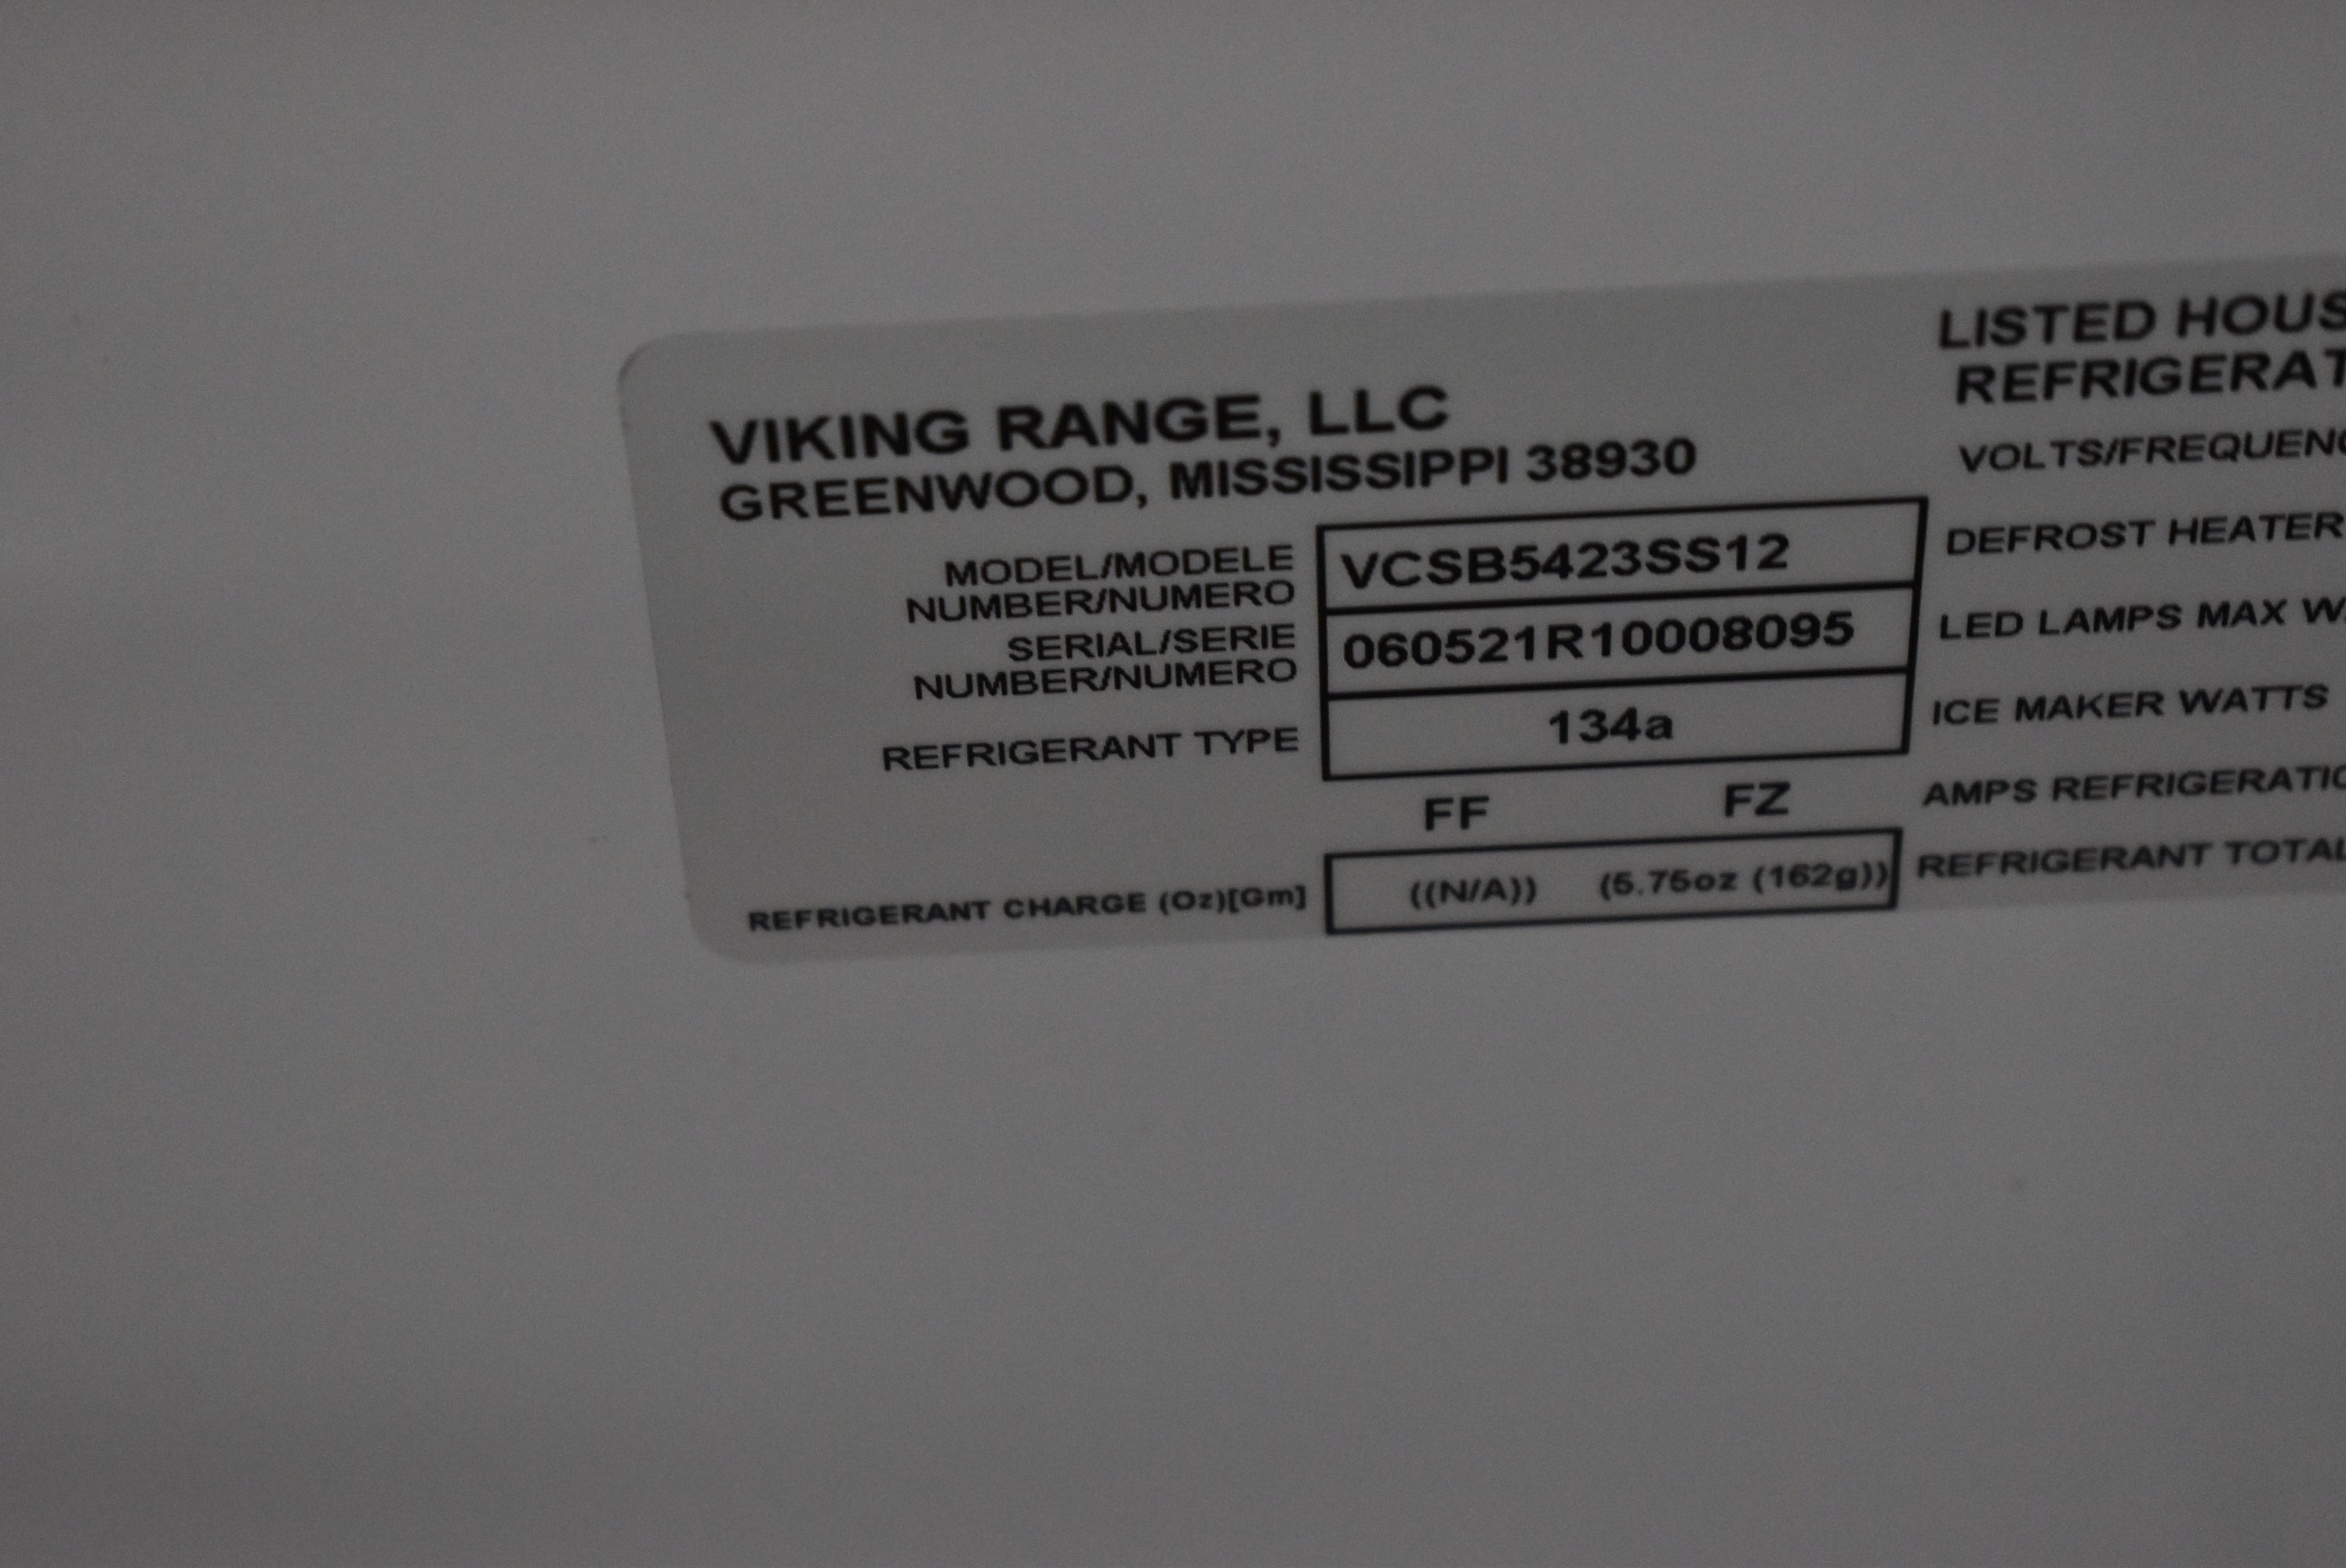 VIKING RANGE, LLC
GREENWOOD, MISSISSIPPI 38930
MODEL/MODELE
NUMBER/NUMERO
VCSB5423SS12
SERIAL/SERIE
NUMBER/NUMERO
060521R10008095
REFRIGERANT TYPE
134a
FF FZ
REFRIGERANT CHARGE (Oz)[Gm]
((N/A)) (5.75oz (162g))
LISTED HOUS
REFRIGERAT
VOLTS/FREQUENC
DEFROST HEATER
LED LAMPS MAX W
ICE MAKER WATTS
AMPS REFRIGERATIO
REFRIGERANT TOTAL